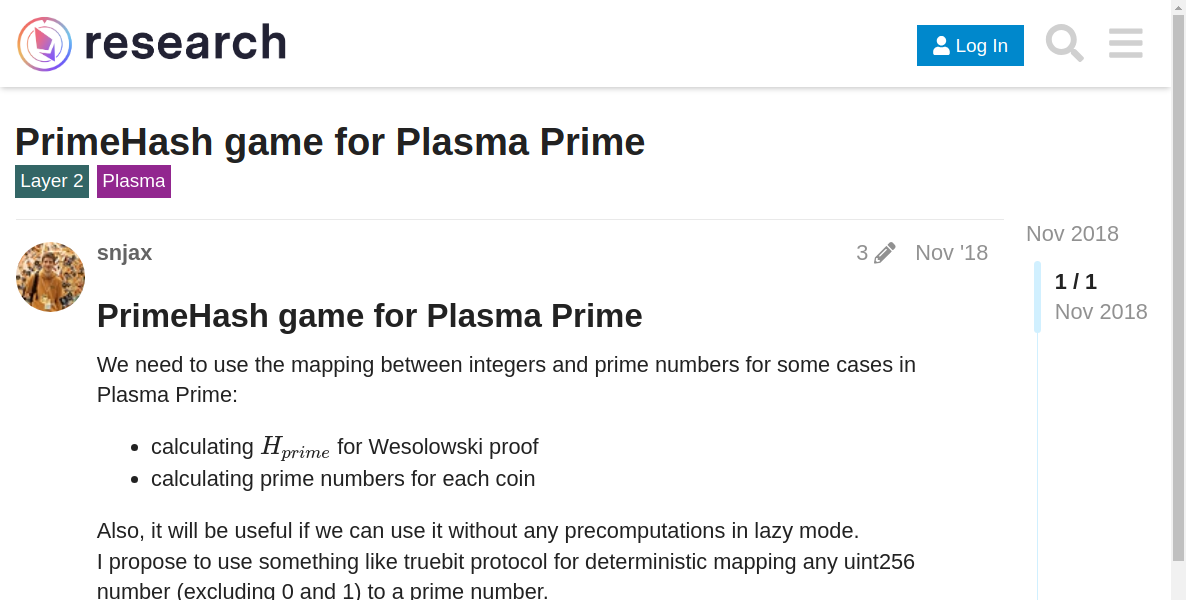 research
Log In
PrimeHash game for Plasma Prime
Layer 2 Plasma
Nov 2018
snjax 3 Nov '18
1 / 1
Nov 2018
PrimeHash game for Plasma Prime
We need to use the mapping between integers and prime numbers for some cases in
Plasma Prime:
• calculating H_prime for Wesolowski proof
• calculating prime numbers for each coin
Also, it will be useful if we can use it without any precomputations in lazy mode.
I propose to use something like truebit protocol for deterministic mapping any uint256
number (excluding 0 and 1) to a prime number.